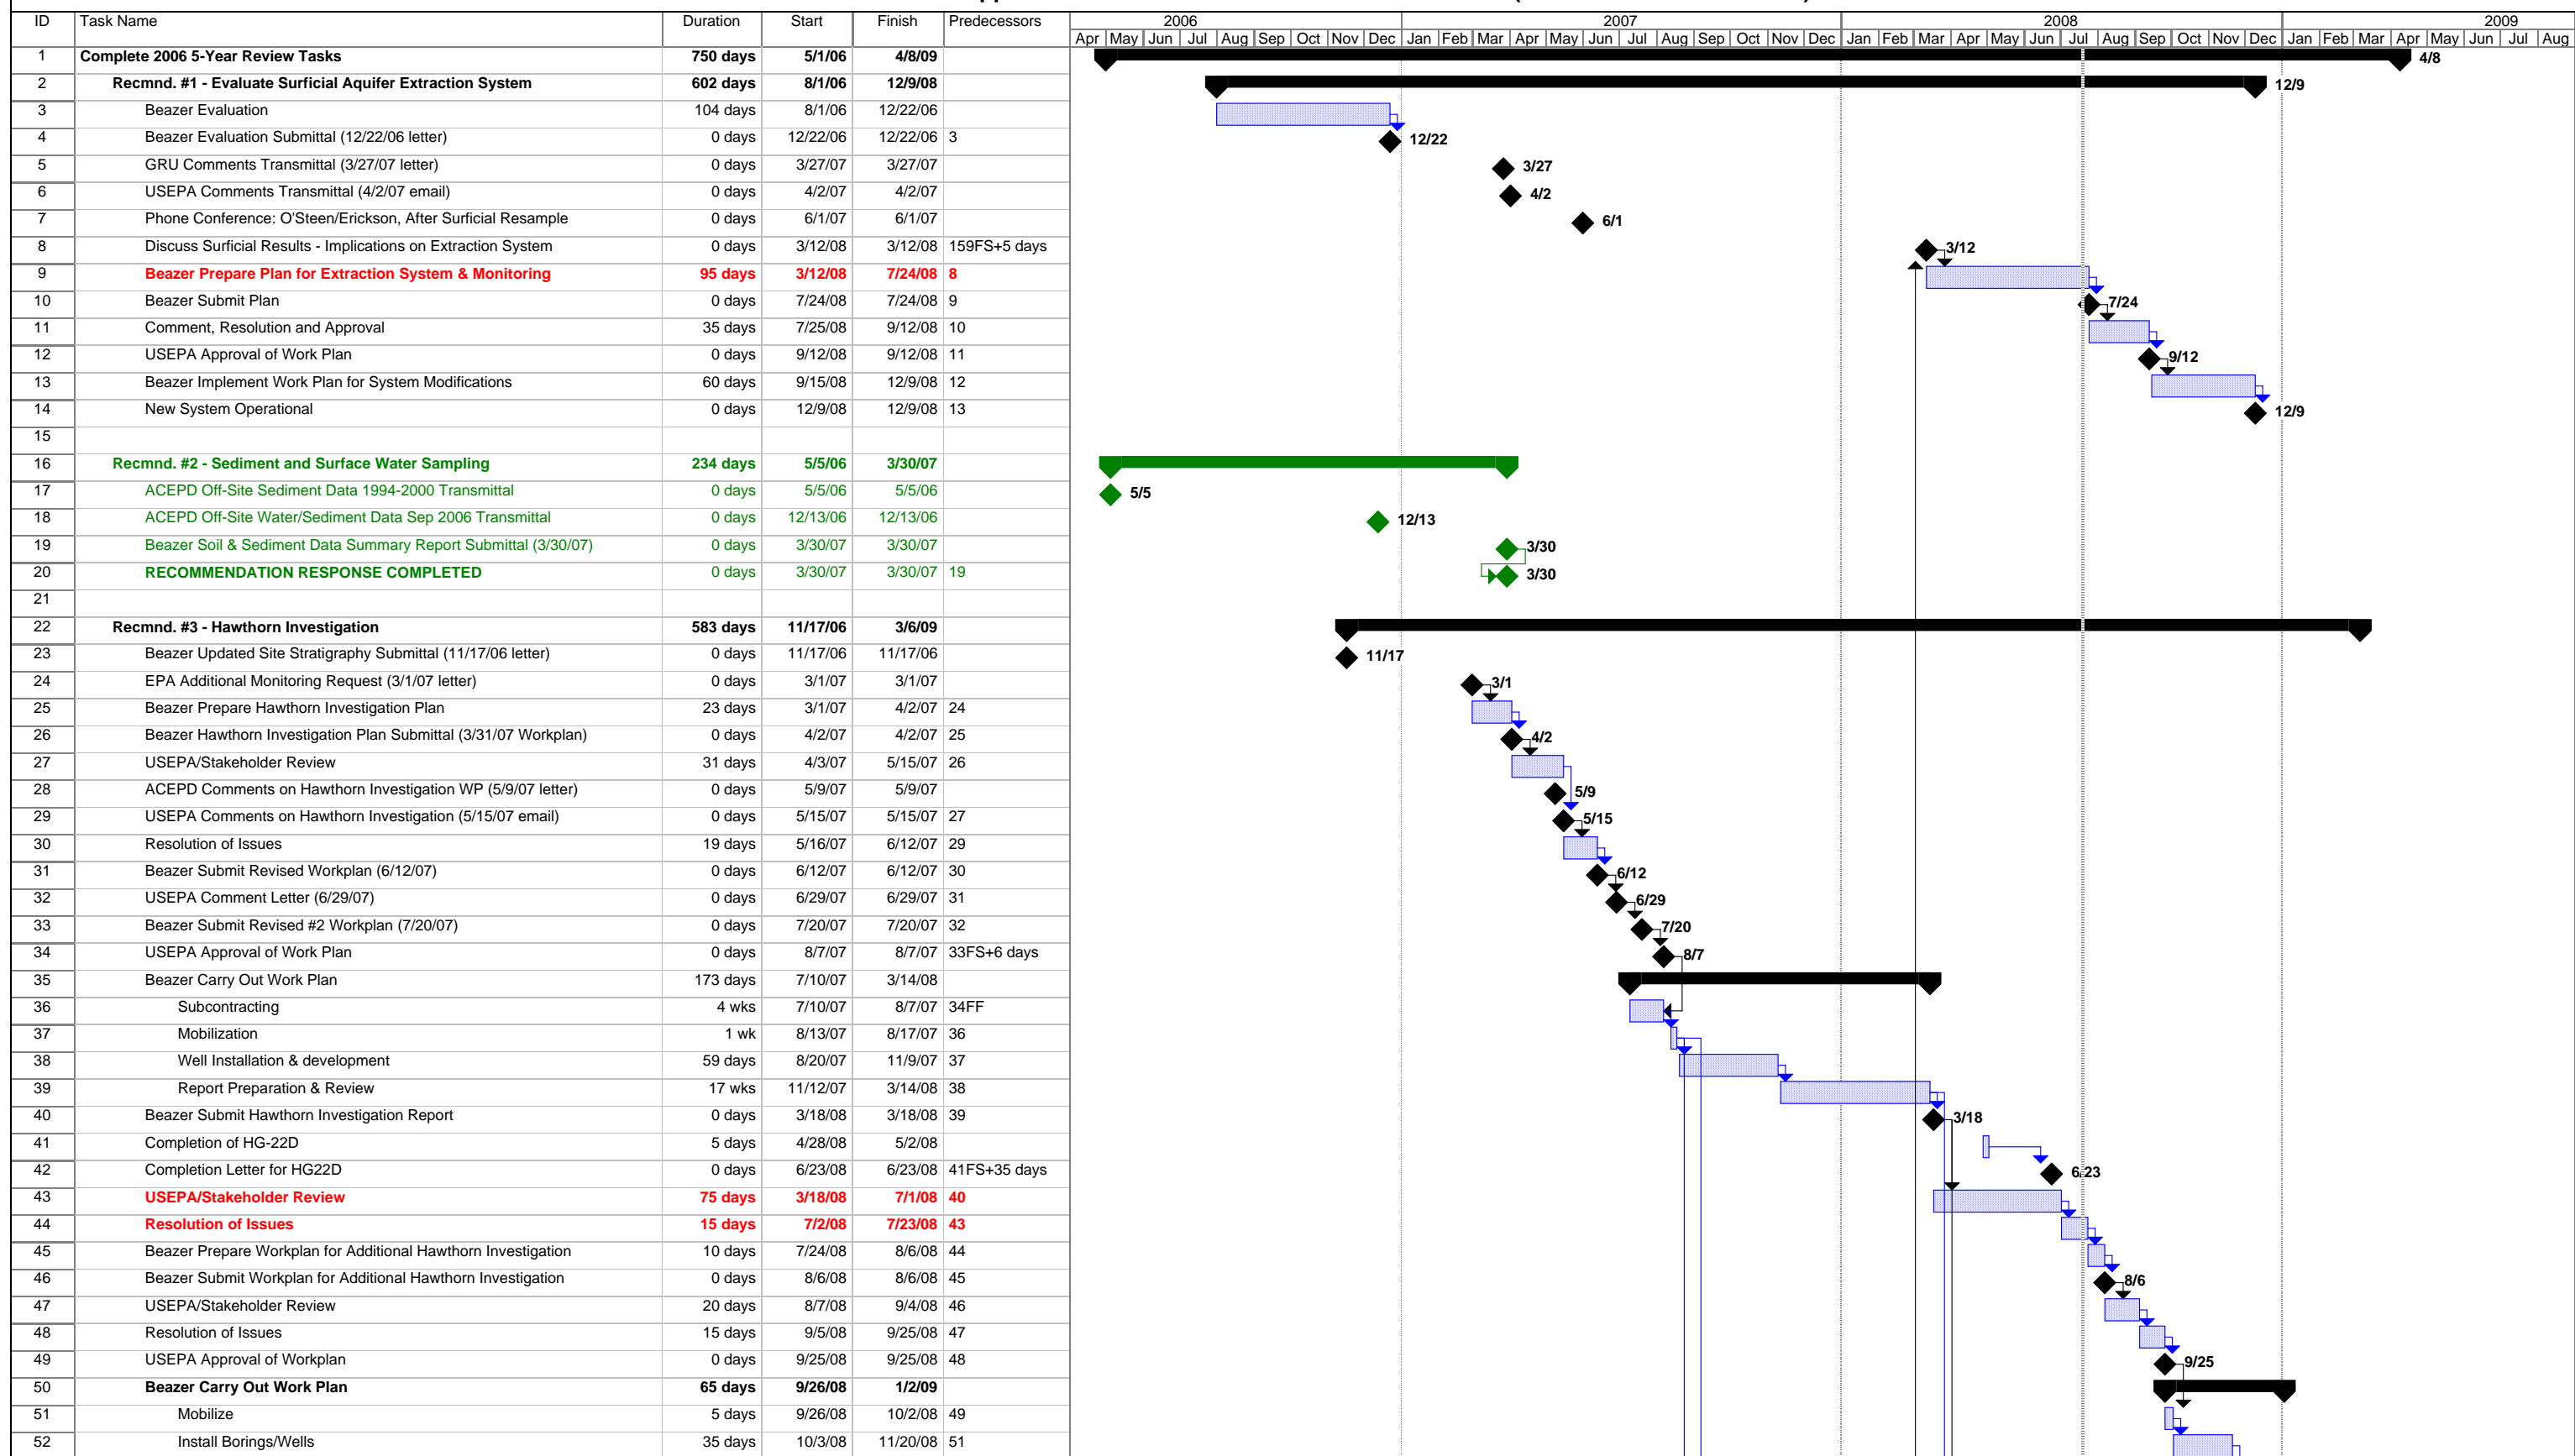 ID Task Name Duration Start Finish Predecessors 2006 2007 2008 2009
Apr May Jun Jul Aug Sep Oct Nov Dec Jan Feb Mar Apr May Jun Jul Aug Sep Oct Nov Dec Jan Feb Mar Apr May Jun Jul Aug Sep Oct Nov Dec Jan Feb Mar Apr May Jun Jul Aug
1 Complete 2006 5-Year Review Tasks 750 days 5/1/06 4/8/09 4/8
2 Recmnd. #1 - Evaluate Surficial Aquifer Extraction System 602 days 8/1/06 12/9/08 12/9
3 Beazer Evaluation 104 days 8/1/06 12/22/06
4 Beazer Evaluation Submittal (12/22/06 letter) 0 days 12/22/06 12/22/06 3 12/22
5 GRU Comments Transmittal (3/27/07 letter) 0 days 3/27/07 3/27/07 3/27
6 USEPA Comments Transmittal (4/2/07 email) 0 days 4/2/07 4/2/07 4/2
7 Phone Conference: O'Steen/Erickson, After Surficial Resample 0 days 6/1/07 6/1/07 6/1
8 Discuss Surficial Results - Implications on Extraction System 0 days 3/12/08 3/12/08 159FS+5 days 3/12
9 Beazer Prepare Plan for Extraction System & Monitoring 95 days 3/12/08 7/24/08 8
10 Beazer Submit Plan 0 days 7/24/08 7/24/08 9 7/24
11 Comment, Resolution and Approval 35 days 7/25/08 9/12/08 10
12 USEPA Approval of Work Plan 0 days 9/12/08 9/12/08 11 9/12
13 Beazer Implement Work Plan for System Modifications 60 days 9/15/08 12/9/08 12
14 New System Operational 0 days 12/9/08 12/9/08 13 12/9
15
16 Recmnd. #2 - Sediment and Surface Water Sampling 234 days 5/5/06 3/30/07
17 ACEPD Off-Site Sediment Data 1994-2000 Transmittal 0 days 5/5/06 5/5/06 5/5
18 ACEPD Off-Site Water/Sediment Data Sep 2006 Transmittal 0 days 12/13/06 12/13/06 12/13
19 Beazer Soil & Sediment Data Summary Report Submittal (3/30/07) 0 days 3/30/07 3/30/07 3/30
20 RECOMMENDATION RESPONSE COMPLETED 0 days 3/30/07 3/30/07 19 3/30
21
22 Recmnd. #3 - Hawthorn Investigation 583 days 11/17/06 3/6/09
23 Beazer Updated Site Stratigraphy Submittal (11/17/06 letter) 0 days 11/17/06 11/17/06 11/17
24 EPA Additional Monitoring Request (3/1/07 letter) 0 days 3/1/07 3/1/07 3/1
25 Beazer Prepare Hawthorn Investigation Plan 23 days 3/1/07 4/2/07 24
26 Beazer Hawthorn Investigation Plan Submittal (3/31/07 Workplan) 0 days 4/2/07 4/2/07 25 4/2
27 USEPA/Stakeholder Review 31 days 4/3/07 5/15/07 26
28 ACEPD Comments on Hawthorn Investigation WP (5/9/07 letter) 0 days 5/9/07 5/9/07 5/9
29 USEPA Comments on Hawthorn Investigation (5/15/07 email) 0 days 5/15/07 5/15/07 27 5/15
30 Resolution of Issues 19 days 5/16/07 6/12/07 29
31 Beazer Submit Revised Workplan (6/12/07) 0 days 6/12/07 6/12/07 30 6/12
32 USEPA Comment Letter (6/29/07) 0 days 6/29/07 6/29/07 31 6/29
33 Beazer Submit Revised #2 Workplan (7/20/07) 0 days 7/20/07 7/20/07 32 7/20
34 USEPA Approval of Work Plan 0 days 8/7/07 8/7/07 33FS+6 days 8/7
35 Beazer Carry Out Work Plan 173 days 7/10/07 3/14/08
36 Subcontracting 4 wks 7/10/07 8/7/07 34FF
37 Mobilization 1 wk 8/13/07 8/17/07 36
38 Well Installation & development 59 days 8/20/07 11/9/07 37
39 Report Preparation & Review 17 wks 11/12/07 3/14/08 38
40 Beazer Submit Hawthorn Investigation Report 0 days 3/18/08 3/18/08 39 3/18
41 Completion of HG-22D 5 days 4/28/08 5/2/08
42 Completion Letter for HG22D 0 days 6/23/08 6/23/08 41FS+35 days 6/23
43 USEPA/Stakeholder Review 75 days 3/18/08 7/1/08 40
44 Resolution of Issues 15 days 7/2/08 7/23/08 43
45 Beazer Prepare Workplan for Additional Hawthorn Investigation 10 days 7/24/08 8/6/08 44
46 Beazer Submit Workplan for Additional Hawthorn Investigation 0 days 8/6/08 8/6/08 45 8/6
47 USEPA/Stakeholder Review 20 days 8/7/08 9/4/08 46
48 Resolution of Issues 15 days 9/5/08 9/25/08 47
49 USEPA Approval of Workplan 0 days 9/25/08 9/25/08 48 9/25
50 Beazer Carry Out Work Plan 65 days 9/26/08 1/2/09
51 Mobilize 5 days 9/26/08 10/2/08 49
52 Install Borings/Wells 35 days 10/3/08 11/20/08 51